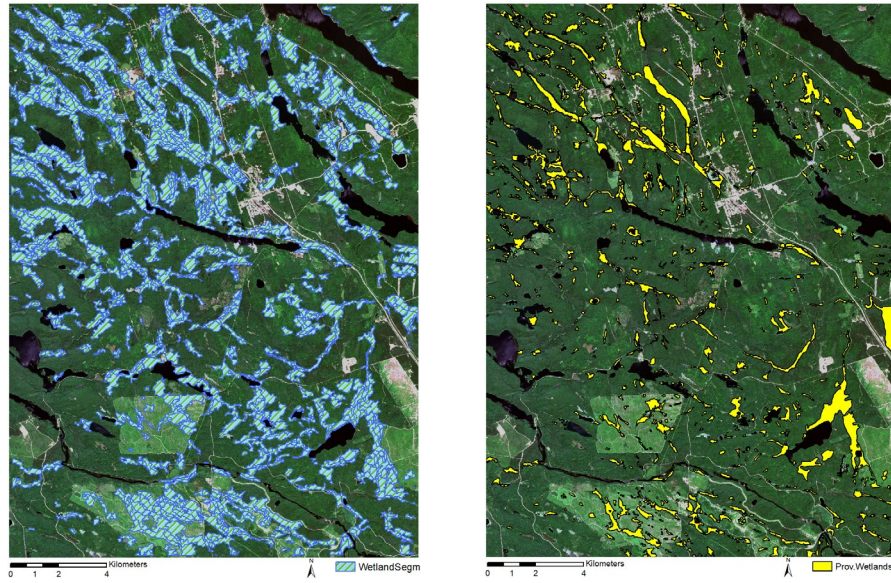 Kilometers
0 1 2 4
N
WetlandSegm
Kilometers
0 1 2 4
N
Prov.Wetlands